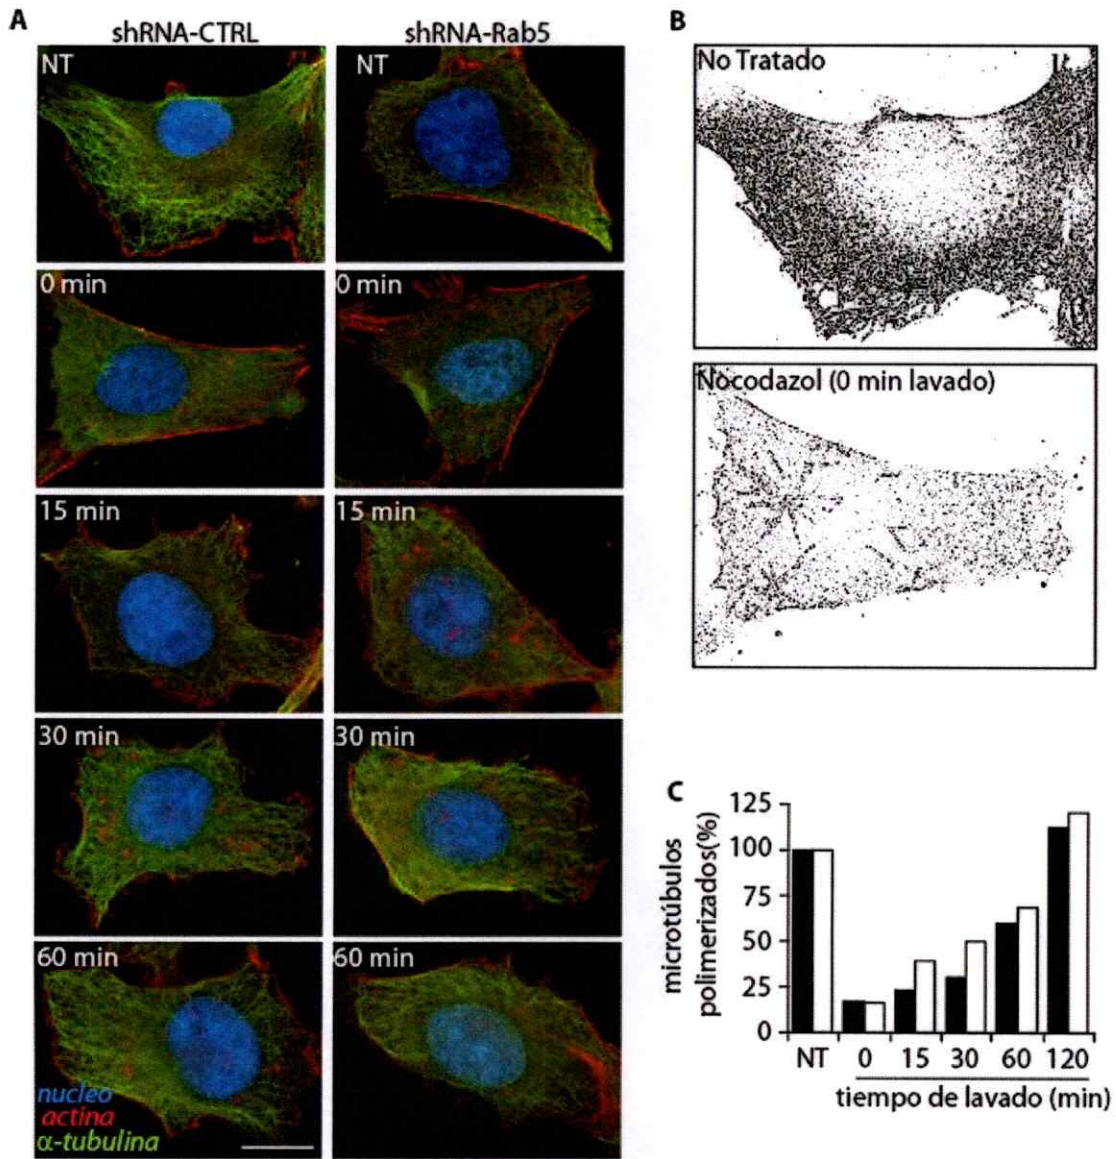 A
shRNA-CTRL
shRNA-Rab5
NT
NT
0 min
0 min
15 min
15 min
30 min
30 min
60 min
60 min
nucleo
actina
α-tubulina
B
No Tratado
Nocodazol (0 min lavado)
C
microtúbulos
polimerizados(%)
125
100
75
50
25
0
NT 0 15 30 60 120
tiempo de lavado (min)